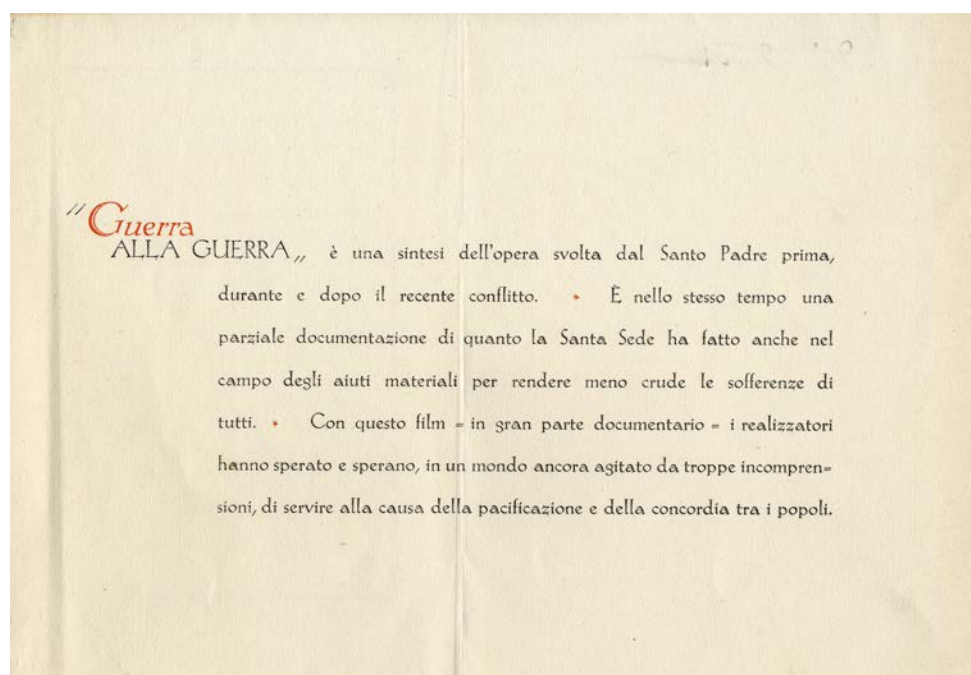 "Guerra
ALLA GUERRA„ è una sintesi dell'opera svolta dal Santo Padre prima,
durante e dopo il recente conflitto. • È nello stesso tempo una
parziale documentazione di quanto la Santa Sede ha fatto anche nel
campo degli aiuti materiali per rendere meno crude le sofferenze di
tutti. • Con questo film = in gran parte documentario = i realizzatori
hanno sperato e sperano, in un mondo ancora agitato da troppe incompren=
sioni, di servire alla causa della pacificazione e della concordia tra i popoli.